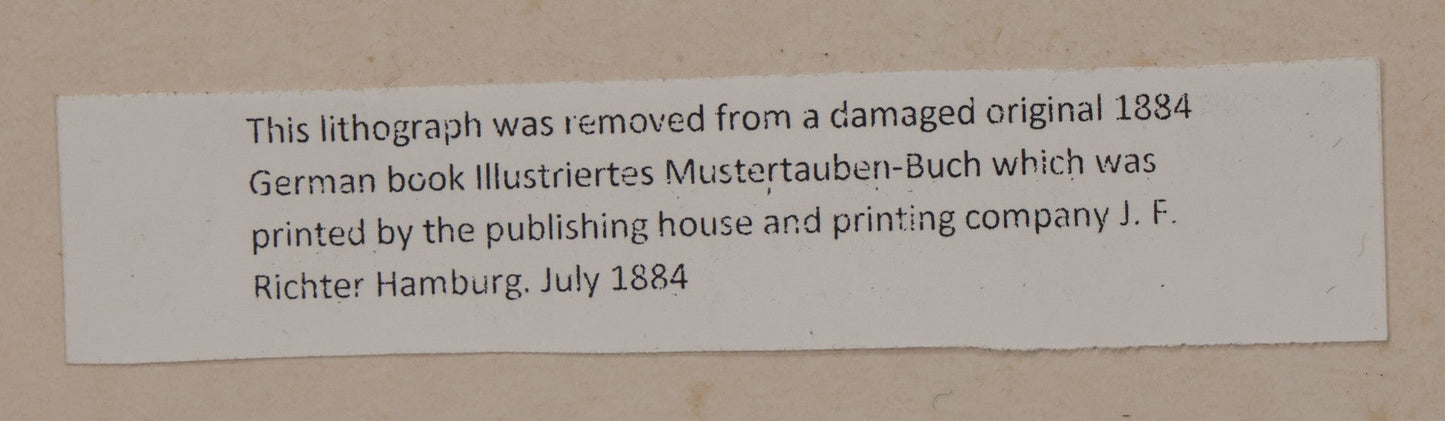 This lithograph was removed from a damaged original 1884
German book Illustriertes Mustertauben-Buch which was
printed by the publishing house and printing company J. F.
Richter Hamburg. July 1884